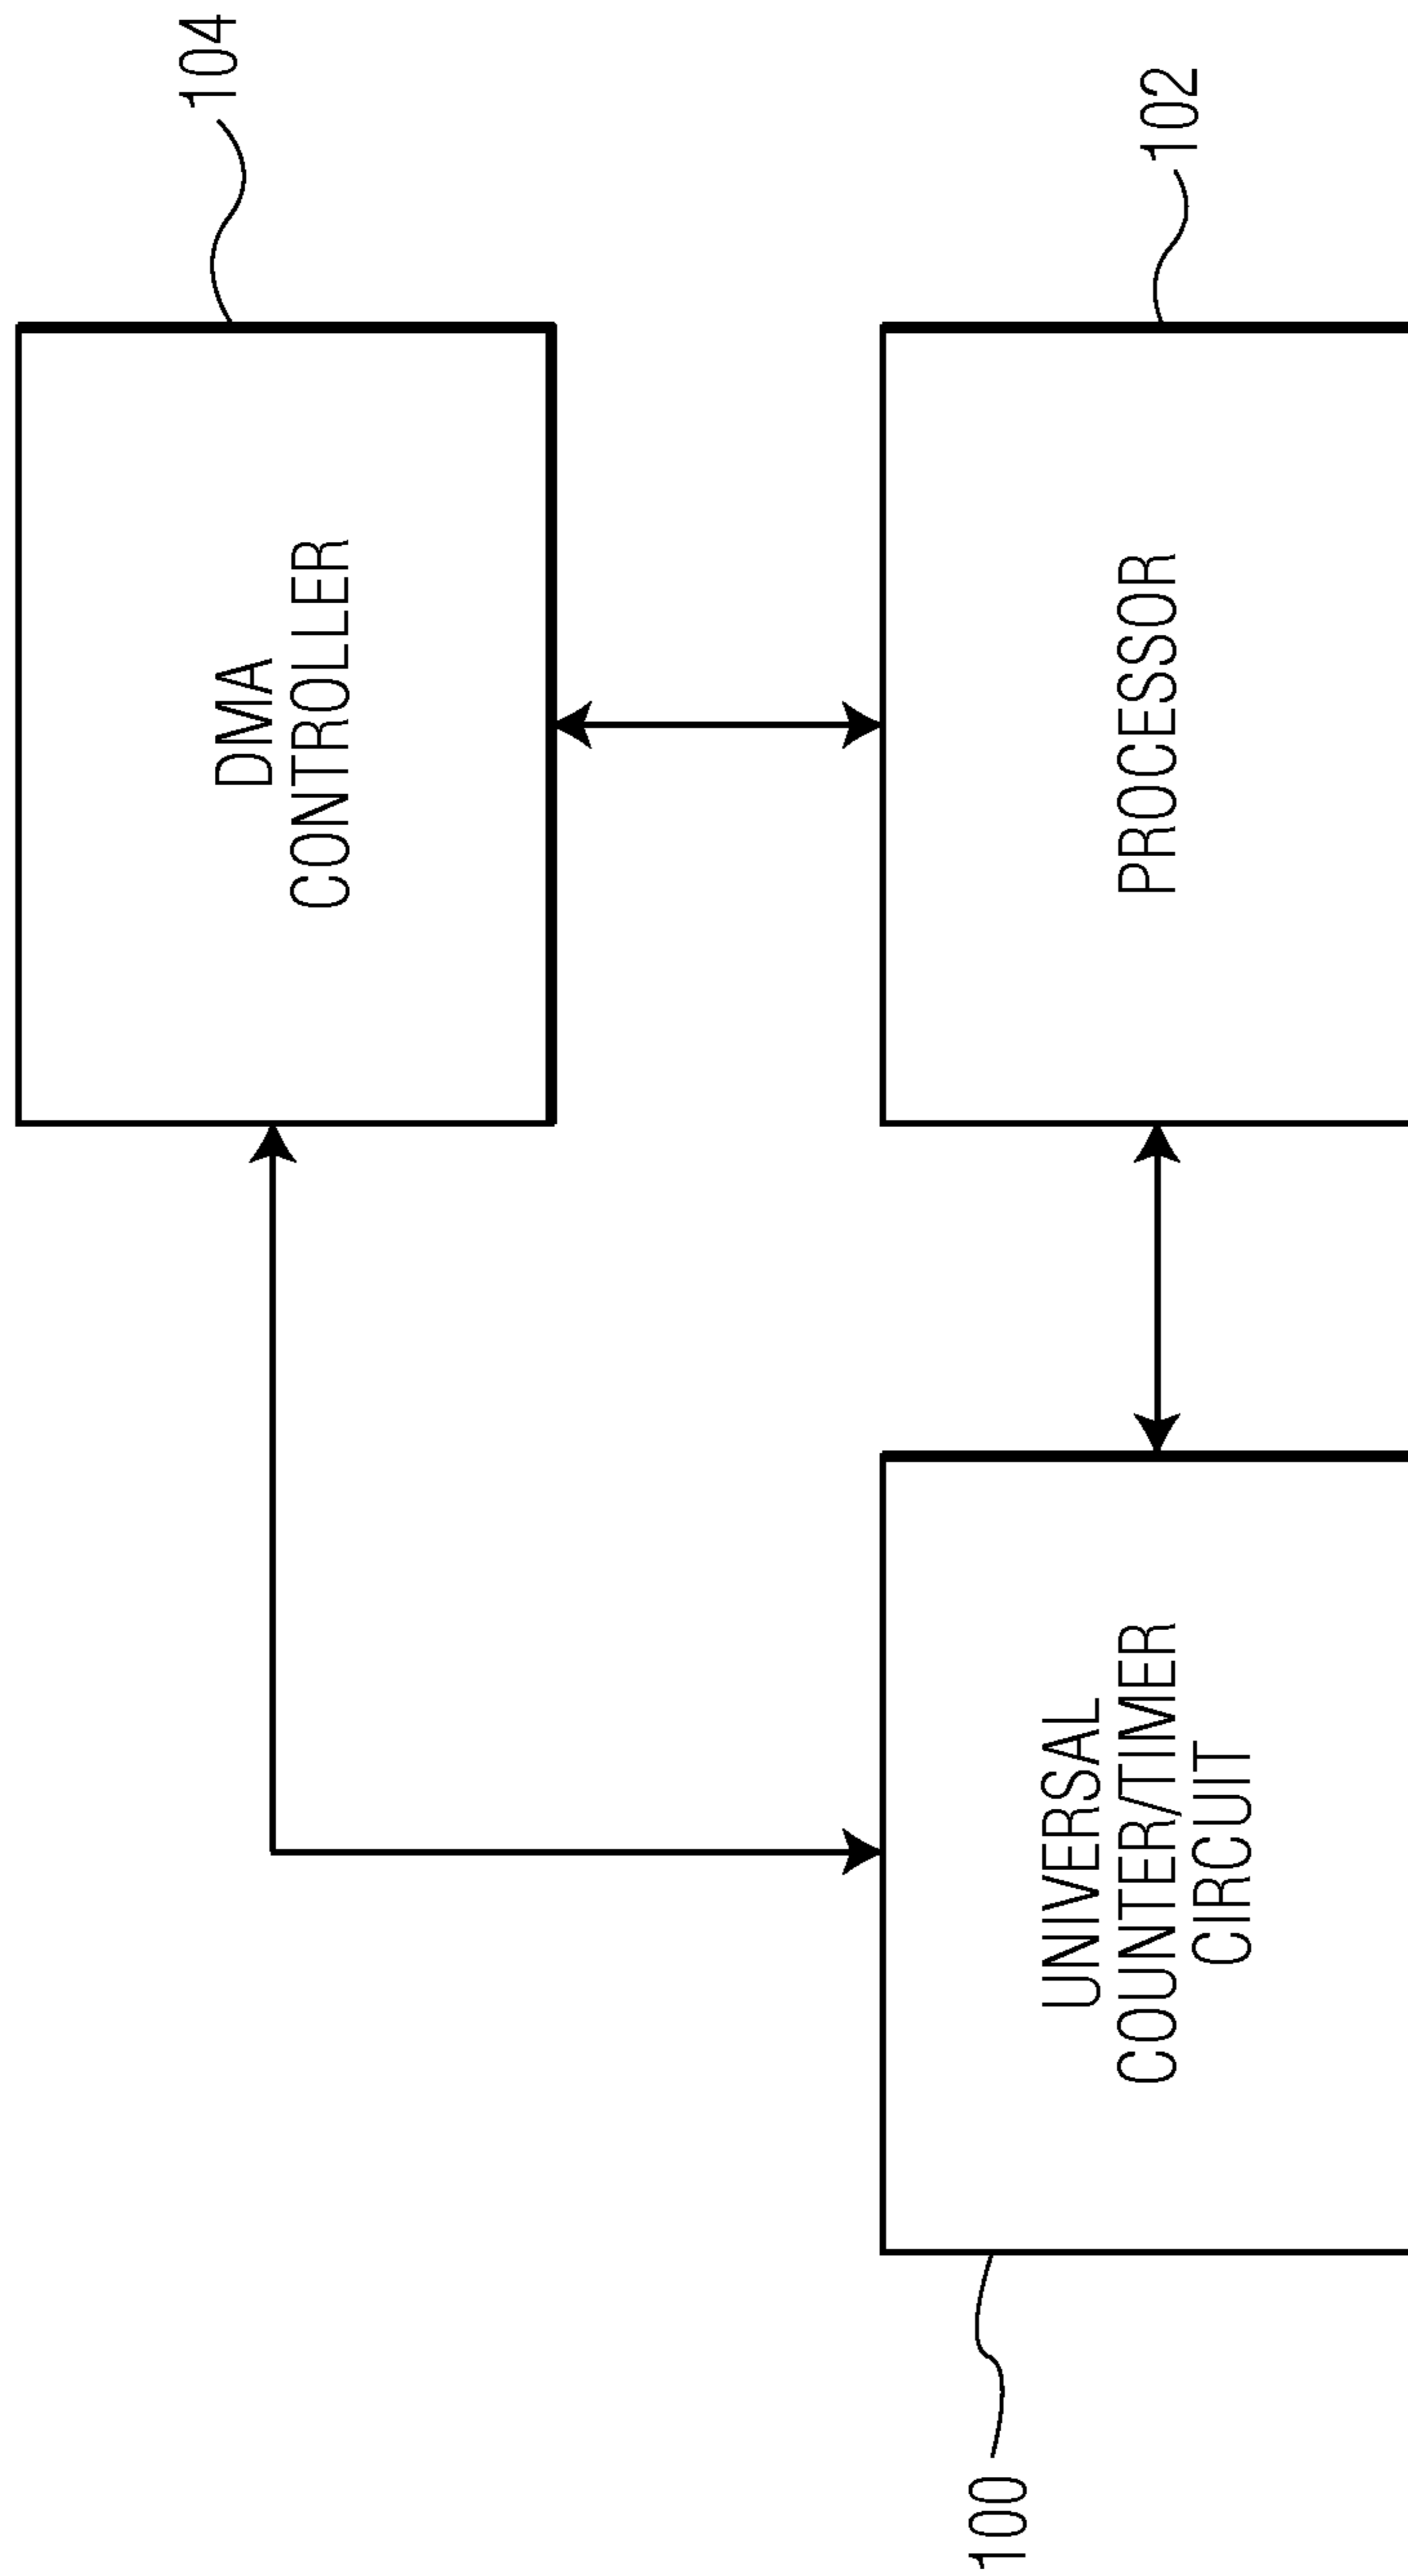 104
DMA
CONTROLLER
UNIVERSAL
COUNTER/TIMER
CIRCUIT
PROCESSOR
102
100